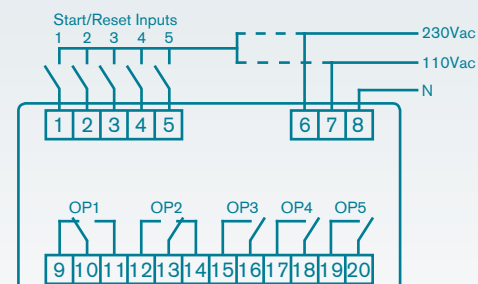 Start/Reset Inputs
1 2 3 4 5
230Vac
110Vac
N
1 2 3 4 5 6 7 8
OP1 OP2 OP3 OP4 OP5
9 10 11 12 13 14 15 16 17 18 19 20